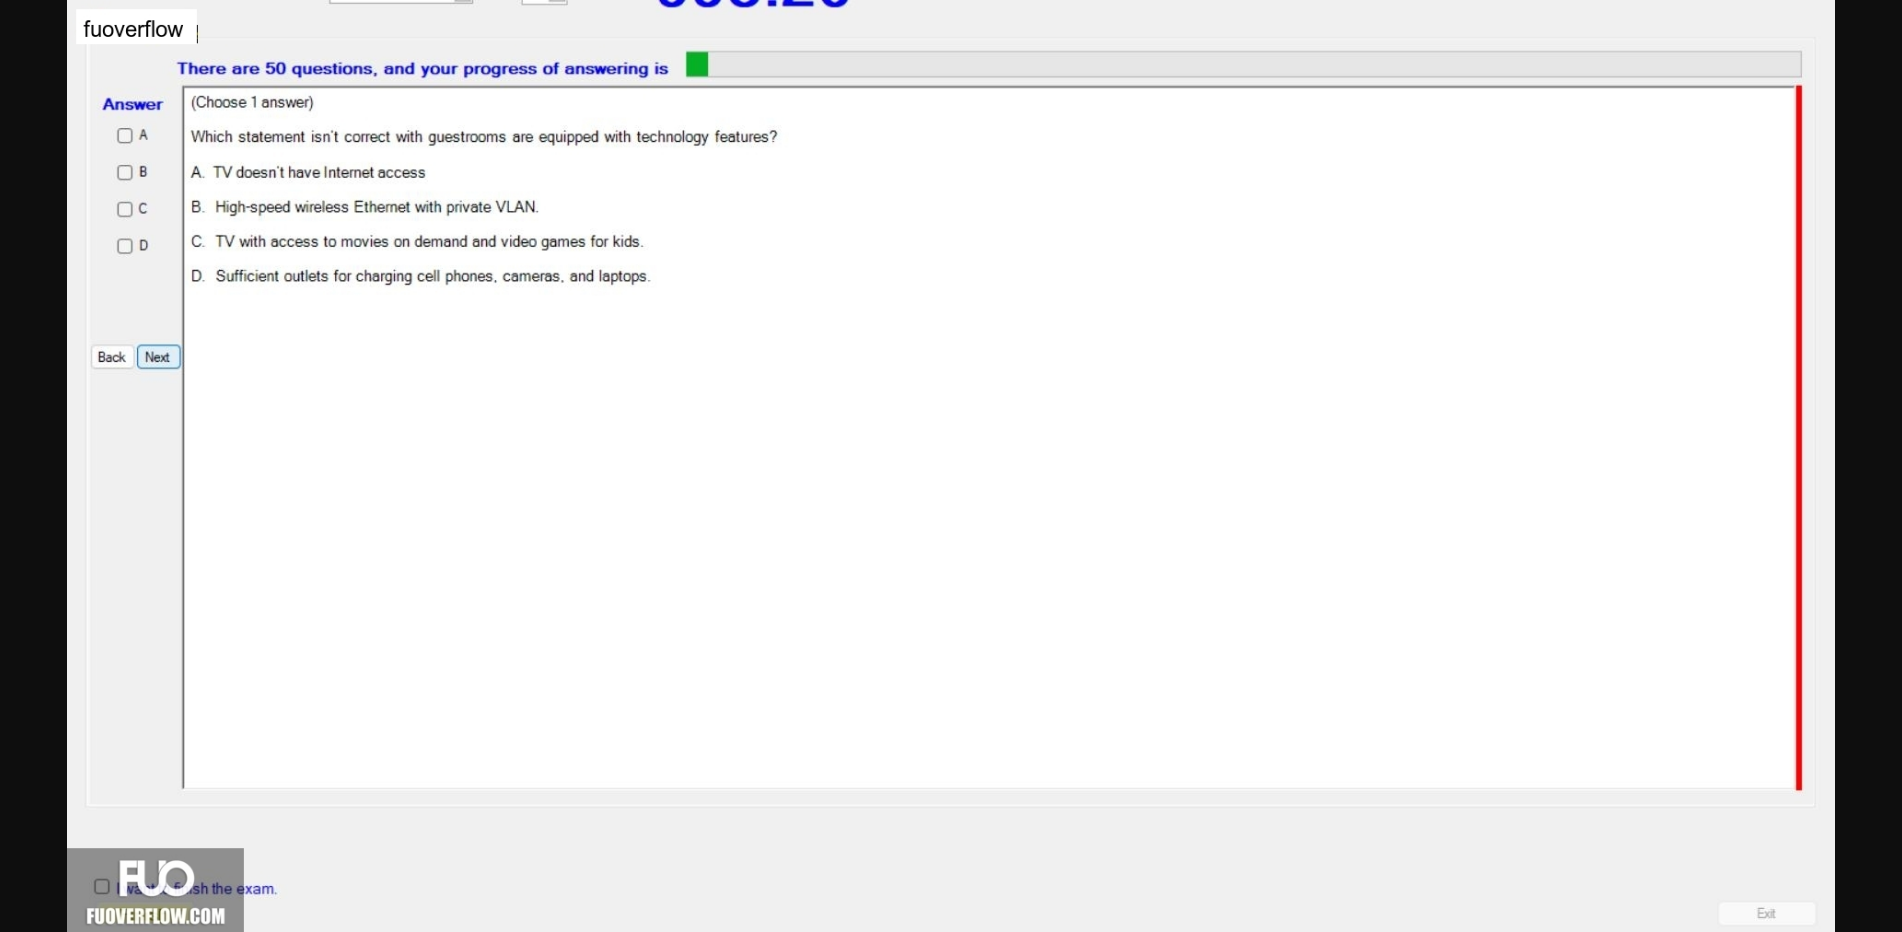 fuoverflow
There are 50 questions, and your progress of answering is
Answer
(Choose 1 answer)
A
Which statement isn't correct with guestrooms are equipped with technology features?
B
A. TV doesn't have Internet access
C
B. High-speed wireless Ethernet with private VLAN.
D
C. TV with access to movies on demand and video games for kids.
D. Sufficient outlets for charging cell phones, cameras, and laptops.
Back Next
FUO
the exam.
FUOVERFLOW.COM
Exit